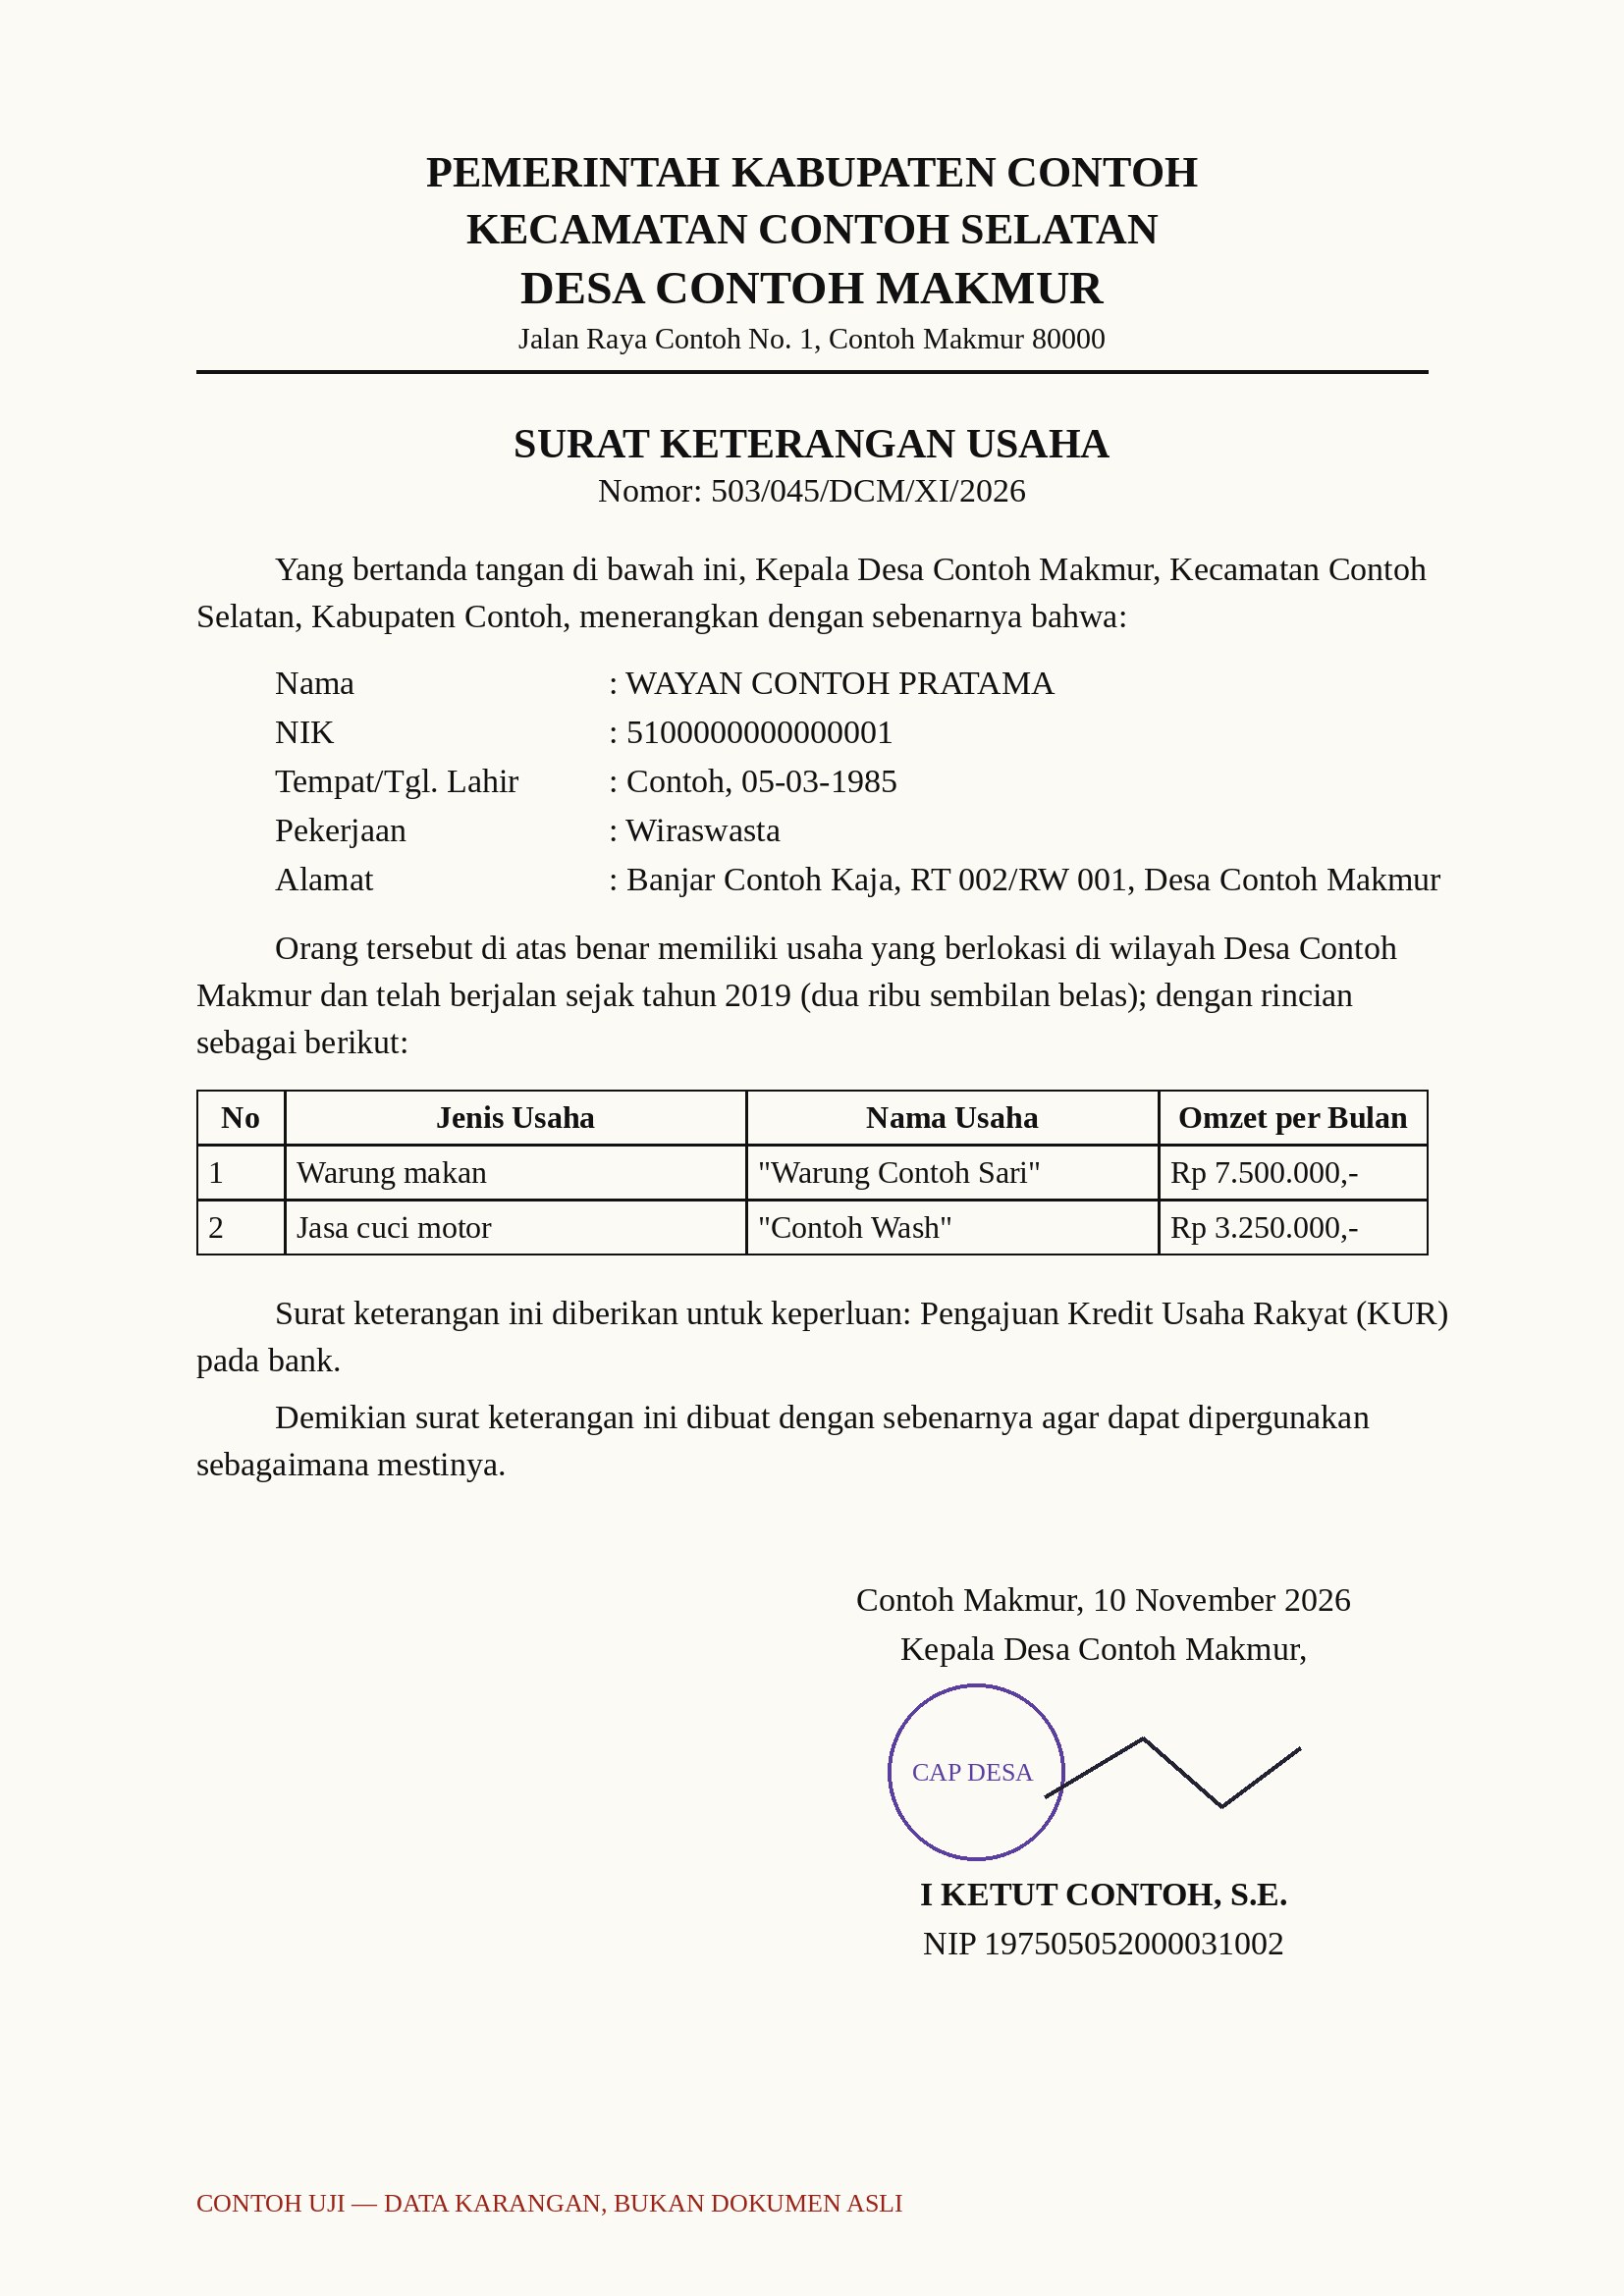 PEMERINTAH KABUPATEN CONTOH
KECAMATAN CONTOH SELATAN
DESA CONTOH MAKMUR
Jalan Raya Contoh No. 1, Contoh Makmur 80000
SURAT KETERANGAN USAHA
Nomor: 503/045/DCM/XI/2026
Yang bertanda tangan di bawah ini, Kepala Desa Contoh Makmur, Kecamatan Contoh
Selatan, Kabupaten Contoh, menerangkan dengan sebenarnya bahwa:
Nama : WAYAN CONTOH PRATAMA
NIK : 5100000000000001
Tempat/Tgl. Lahir : Contoh, 05-03-1985
Pekerjaan : Wiraswasta
Alamat : Banjar Contoh Kaja, RT 002/RW 001, Desa Contoh Makmur
Orang tersebut di atas benar memiliki usaha yang berlokasi di wilayah Desa Contoh
Makmur dan telah berjalan sejak tahun 2019 (dua ribu sembilan belas); dengan rincian
sebagai berikut:
No Jenis Usaha Nama Usaha Omzet per Bulan
1 Warung makan "Warung Contoh Sari" Rp 7.500.000,-
2 Jasa cuci motor "Contoh Wash" Rp 3.250.000,-
Surat keterangan ini diberikan untuk keperluan: Pengajuan Kredit Usaha Rakyat (KUR)
pada bank.
Demikian surat keterangan ini dibuat dengan sebenarnya agar dapat dipergunakan
sebagaimana mestinya.
Contoh Makmur, 10 November 2026
Kepala Desa Contoh Makmur,
CAP DESA
I KETUT CONTOH, S.E.
NIP 197505052000031002
CONTOH UJI — DATA KARANGAN, BUKAN DOKUMEN ASLI